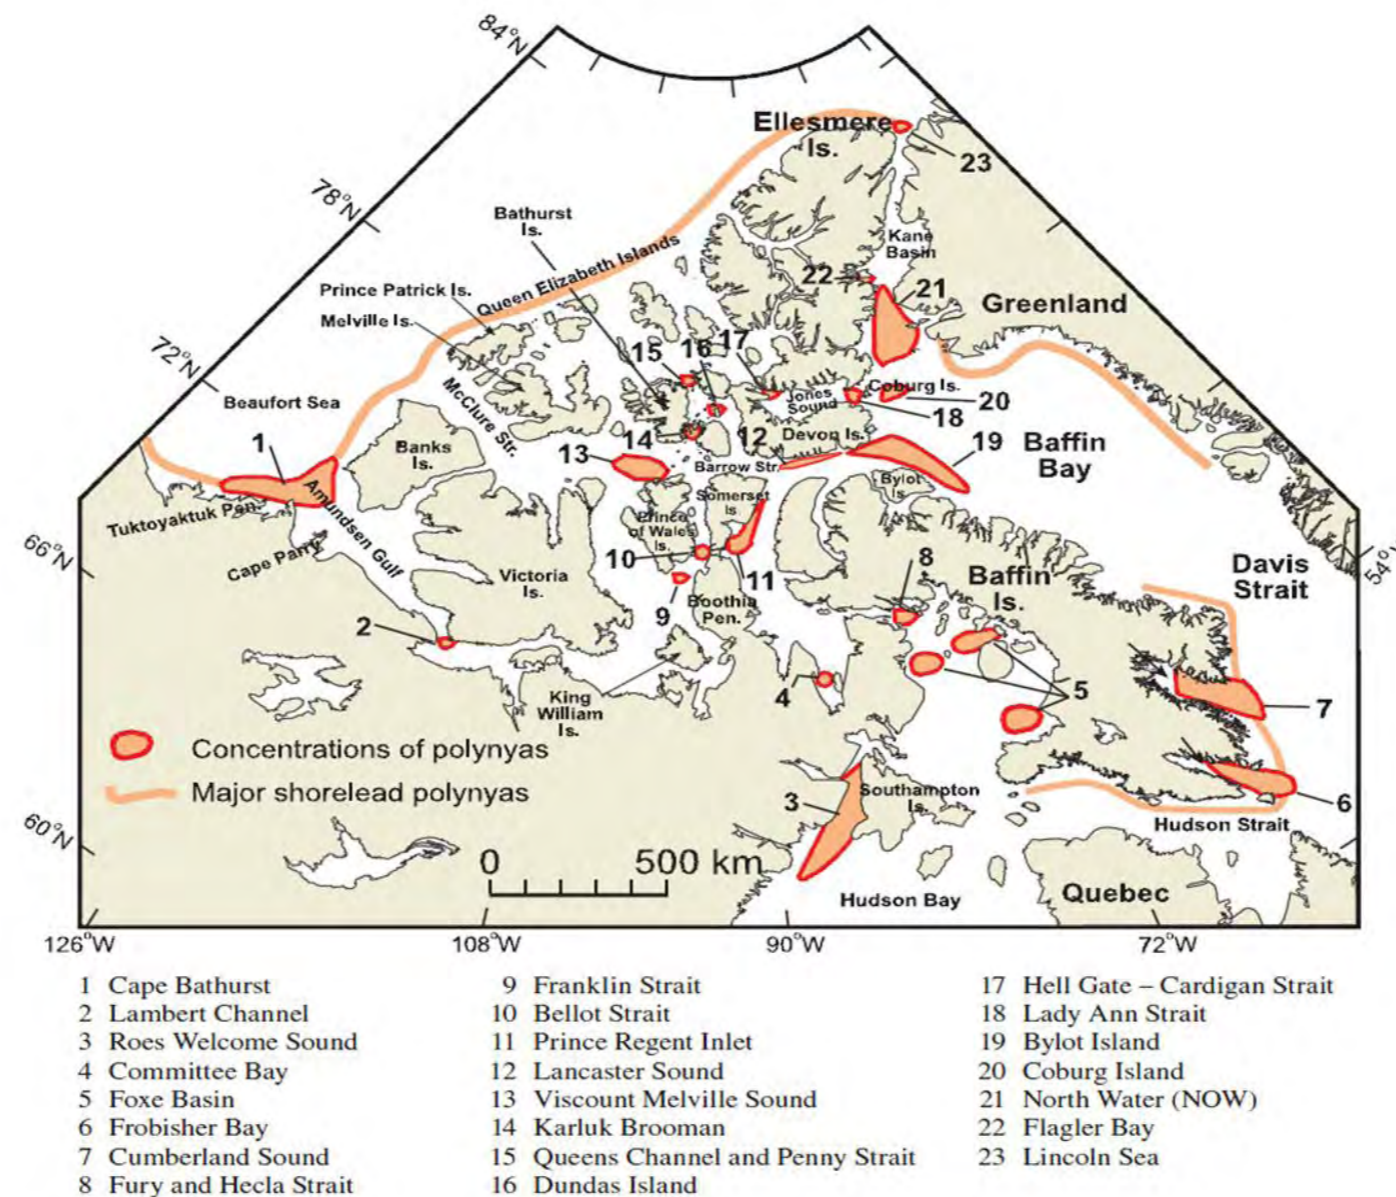 84°N
Ellesmere
Is.
23
78°N
Bathurst
Is.
Kane
Basin
Queen Elizabeth Islands
22
21
Prince Patrick Is.
Greenland
Melville Is.
72°N
15
16
17
Beaufort Sea
McClure Str.
Jones
Sound
Coburg Is.
20
18
1
Banks
Is.
14
12
Devon Is.
19
Baffin
Bay
13
Barrow Str.
Bylot
Is
Amundsen Gulf
Somerset
Is
Tuktoyaktuk Pen.
Prince
of Wales
Is.
66°N
Cape Parry
10
11
8
Davis
Strait
54°N
Victoria
Is.
Baffin
Is.
9
Boothia
Pen.
2
4
5
King
William
Is.
7
Concentrations of polynyas
Major shorelead polynyas
3
Southampton
Is.
6
60°N
Hudson Strait
0 500 km
Hudson Bay
Quebec
126°W 108°W 90°W 72°W
1 Cape Bathurst
2 Lambert Channel
3 Roes Welcome Sound
4 Committee Bay
5 Foxe Basin
6 Frobisher Bay
7 Cumberland Sound
8 Fury and Hecla Strait
9 Franklin Strait
10 Bellot Strait
11 Prince Regent Inlet
12 Lancaster Sound
13 Viscount Melville Sound
14 Karluk Brooman
15 Queens Channel and Penny Strait
16 Dundas Island
17 Hell Gate – Cardigan Strait
18 Lady Ann Strait
19 Bylot Island
20 Coburg Island
21 North Water (NOW)
22 Flagler Bay
23 Lincoln Sea